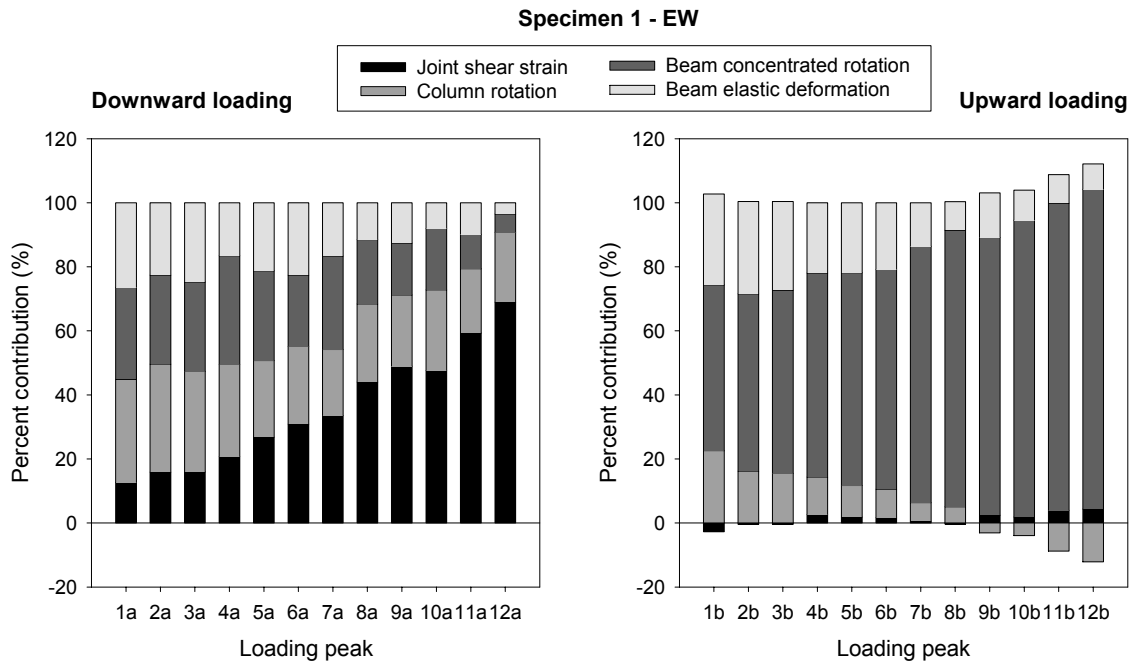 Specimen 1 - EW
Joint shear strain
Beam concentrated rotation
Column rotation
Beam elastic deformation
Downward loading
Upward loading
Percent contribution (%)
120
100
80
60
40
20
0
-20
1a 2a 3a 4a 5a 6a 7a 8a 9a 10a 11a 12a
Loading peak
Percent contribution (%)
120
100
80
60
40
20
0
-20
1b 2b 3b 4b 5b 6b 7b 8b 9b 10b 11b 12b
Loading peak